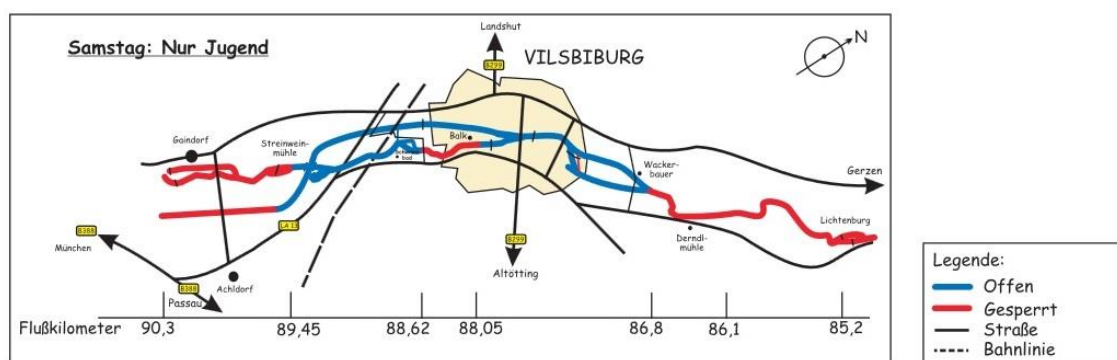 Samstag: Nur Jugend
Landshut
B299
VILSBIBURG
N
Gaindorf
Streinwein-
mühle
Balk
bad
Wacker-
bauer
Gerzen
Lichtenburg
LA 13
B388
München
B299
Derndl-
mühle
Altötting
Achldorf
B388
Passau
Flußkilometer
90,3
89,45
88,62
88,05
86,8
86,1
85,2
Legende:
Offen
Gesperrt
Straße
Bahnlinie